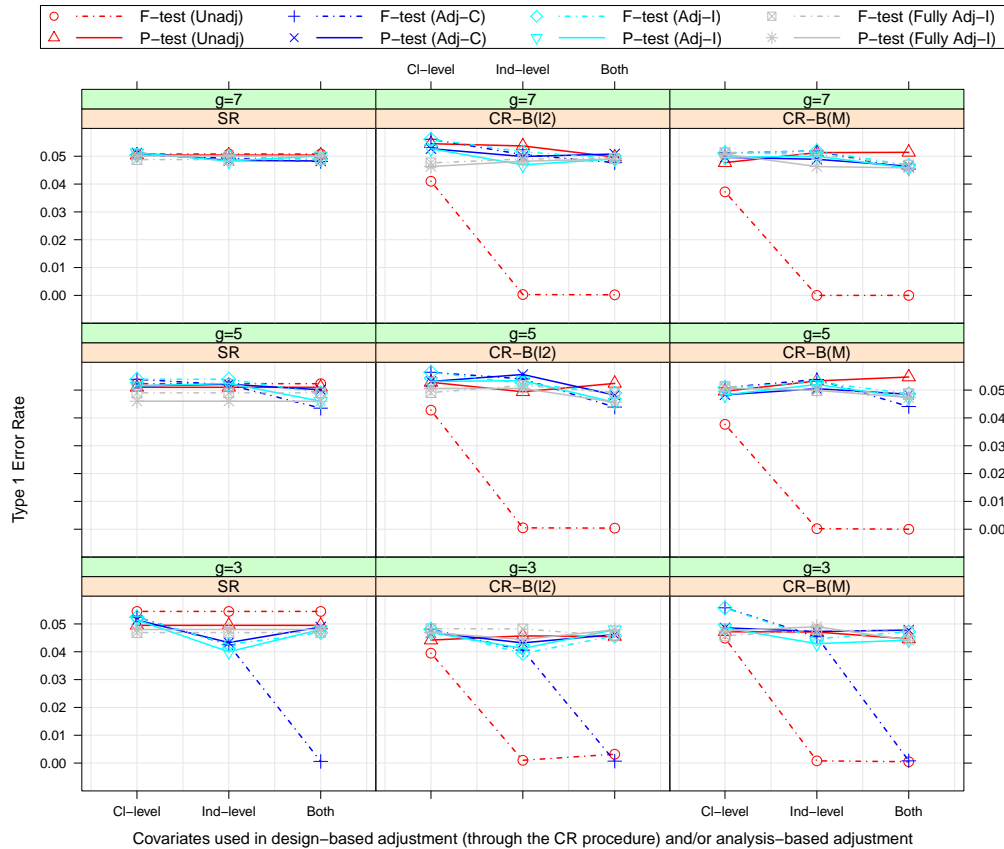 F−test (Unadj) F−test (Adj−C) F−test (Adj−I) F−test (Fully Adj−I)
P−test (Unadj) P−test (Adj−C) P−test (Adj−I) P−test (Fully Adj−I)
Cl−level Ind−level Both
g=7 g=7 g=7
SR CR−B(l2) CR−B(M)
0.05
0.04
0.03
0.02
0.01
0.00
g=5 g=5 g=5
SR CR−B(l2) CR−B(M)
0.05
0.04
0.03
0.02
0.01
0.00
g=3 g=3 g=3
SR CR−B(l2) CR−B(M)
0.05
0.04
0.03
0.02
0.01
0.00
Cl−level Ind−level Both Cl−level Ind−level Both
Type 1 Error Rate
Covariates used in design−based adjustment (through the CR procedure) and/or analysis−based adjustment